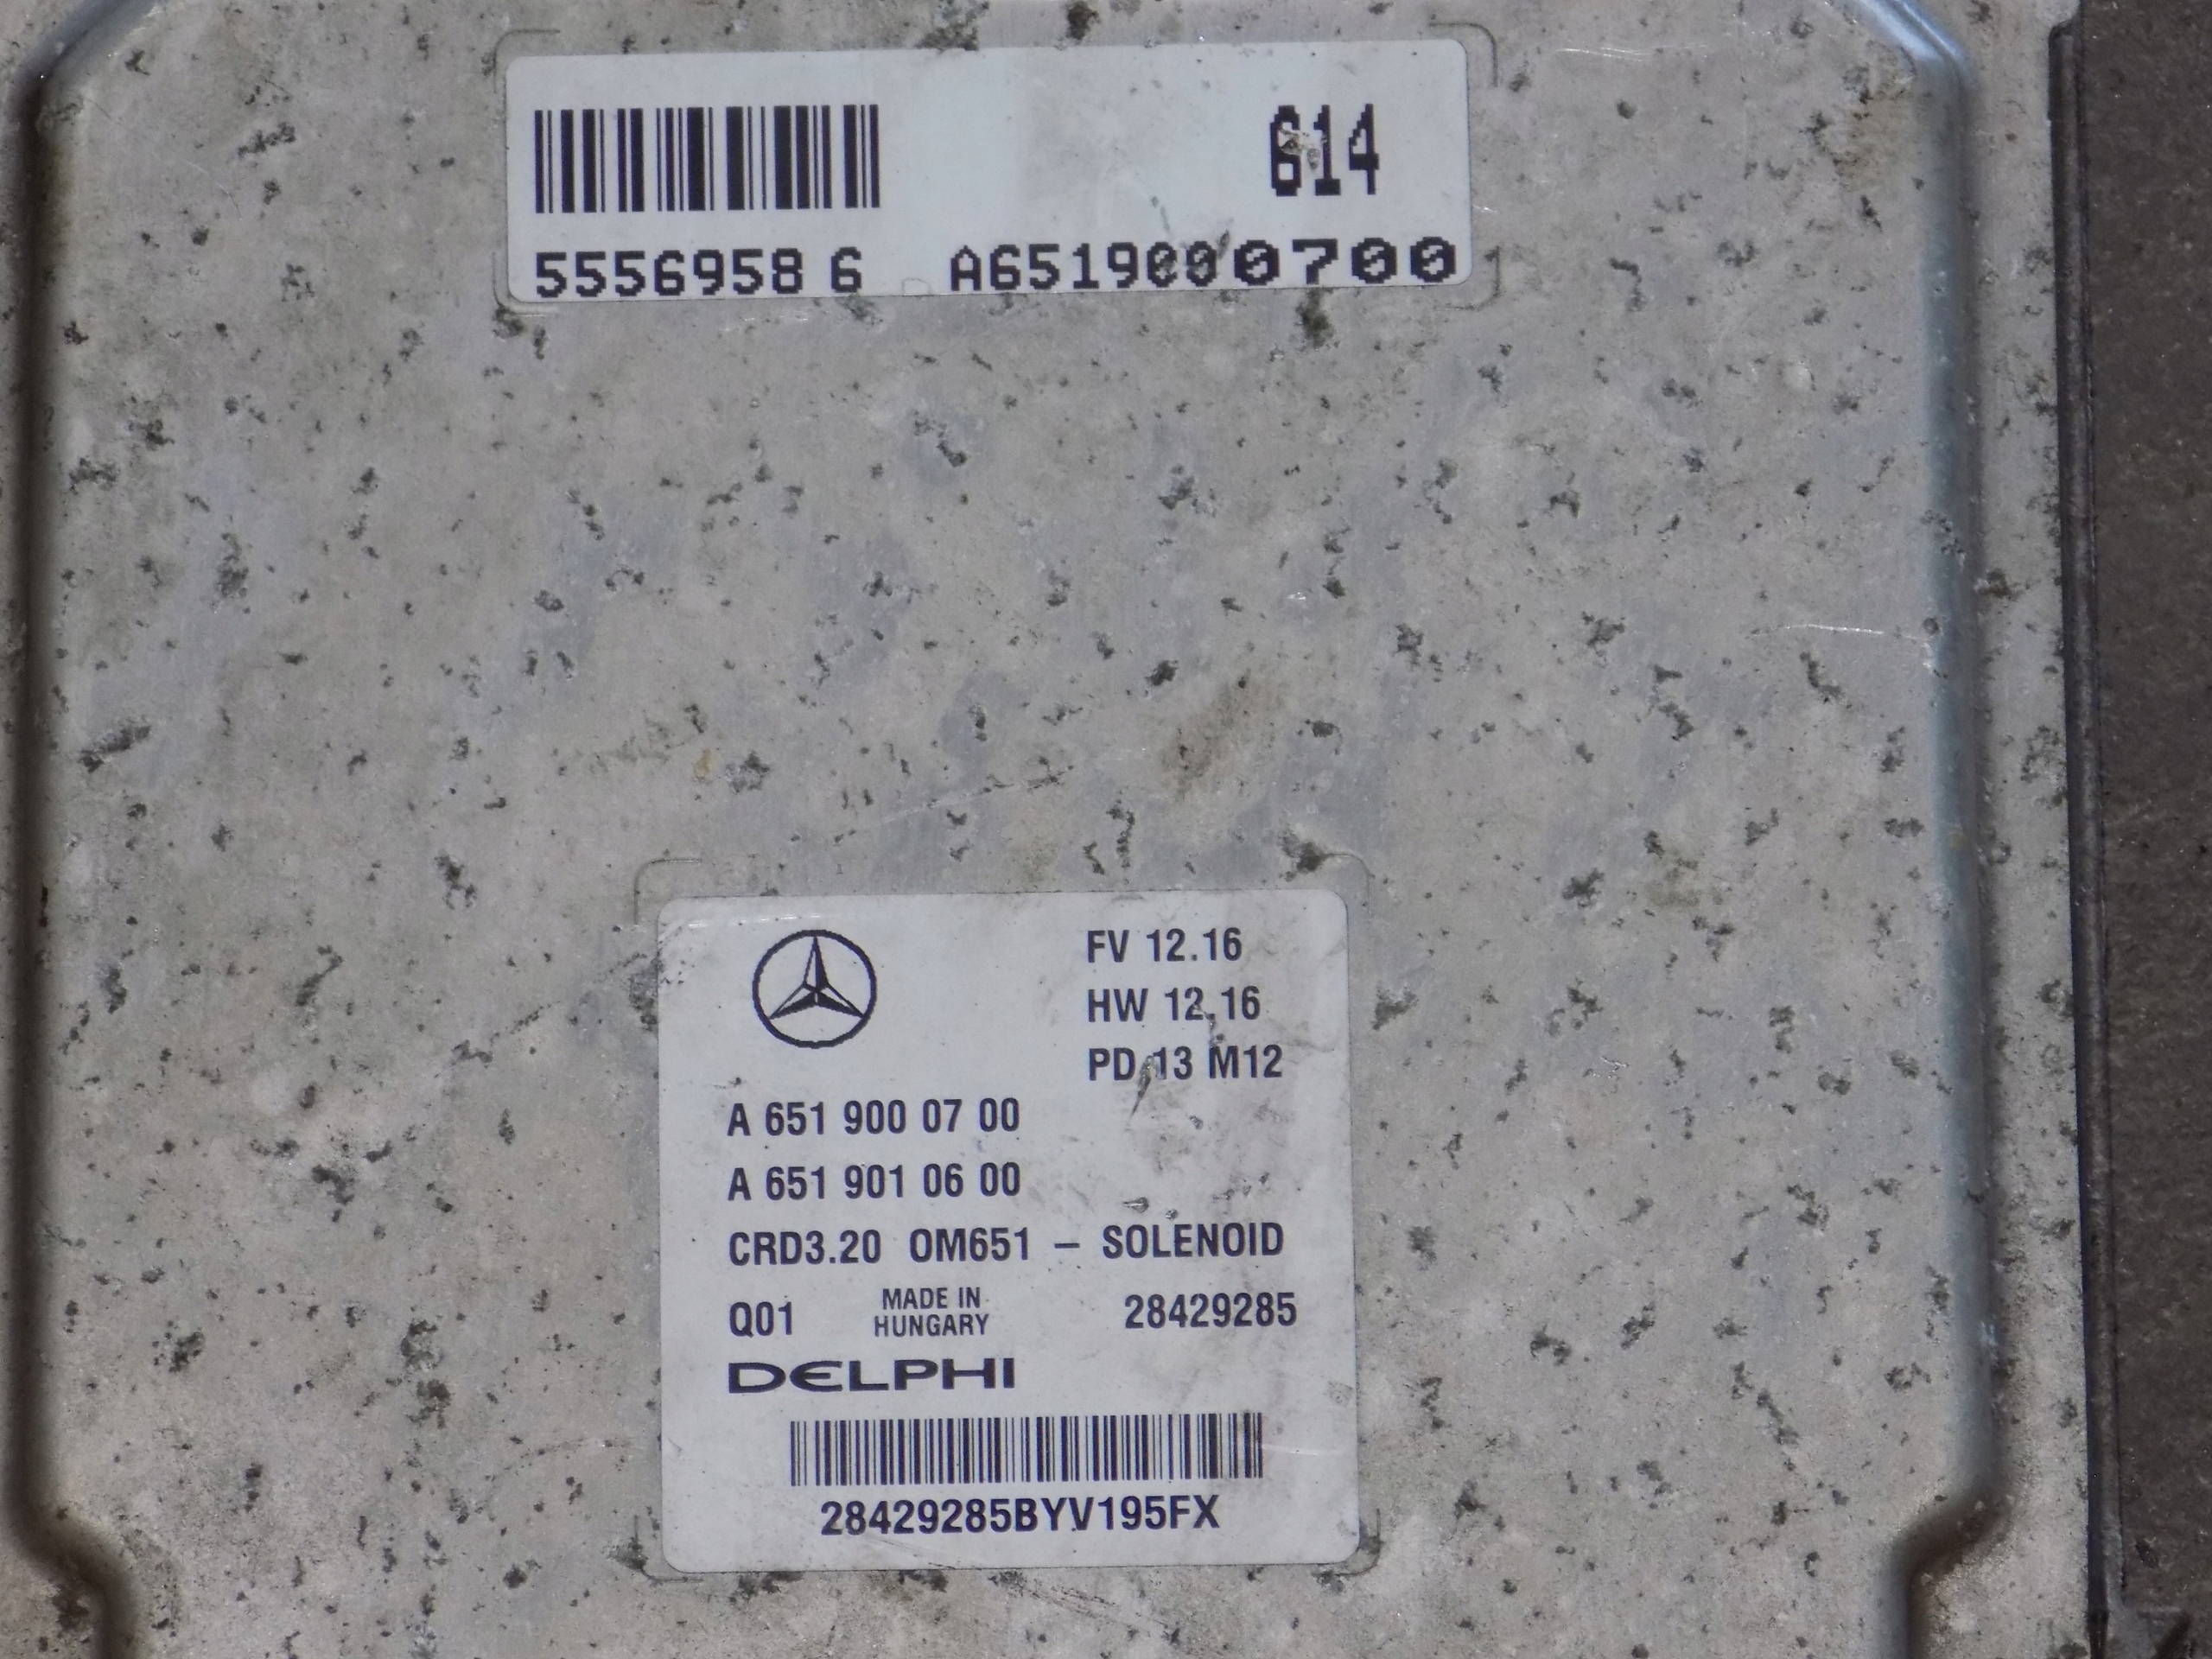 614
5556958 6 A6519000700
FV 12.16
HW 12.16
PD 13 M12
A 651 900 07 00
A 651 901 06 00
CRD3.20 OM651 – SOLENOID
Q01 MADE IN HUNGARY 28429285
DELPHI
28429285BYV195FX